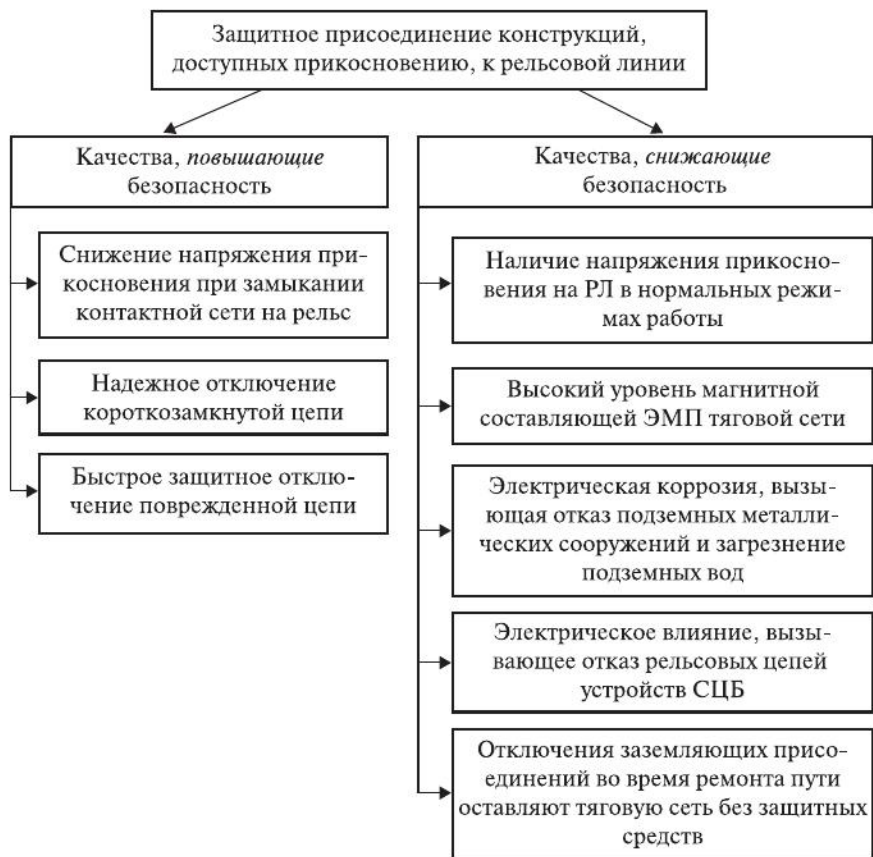 Защитное присоединение конструкций,
доступных прикосновению, к рельсовой линии
Качества, повышающие
безопасность
Снижение напряжения при-
косновения при замыкании
контактной сети на рельс
Надежное отключение
короткозамкнутой цепи
Быстрое защитное отклю-
чение поврежденной цепи
Качества, снижающие
безопасность
Наличие напряжения прикосно-
вения на РЛ в нормальных режи-
мах работы
Высокий уровень магнитной
составляющей ЭМП тяговой сети
Электрическая коррозия, вызы-
ющая отказ подземных металли-
ческих сооружений и загрезнение
подземных вод
Электрическое влияние, вызы-
вающее отказ рельсовых цепей
устройств СЦБ
Отключения заземляющих присо-
единений во время ремонта пути
оставляют тяговую сеть без защитных
средств